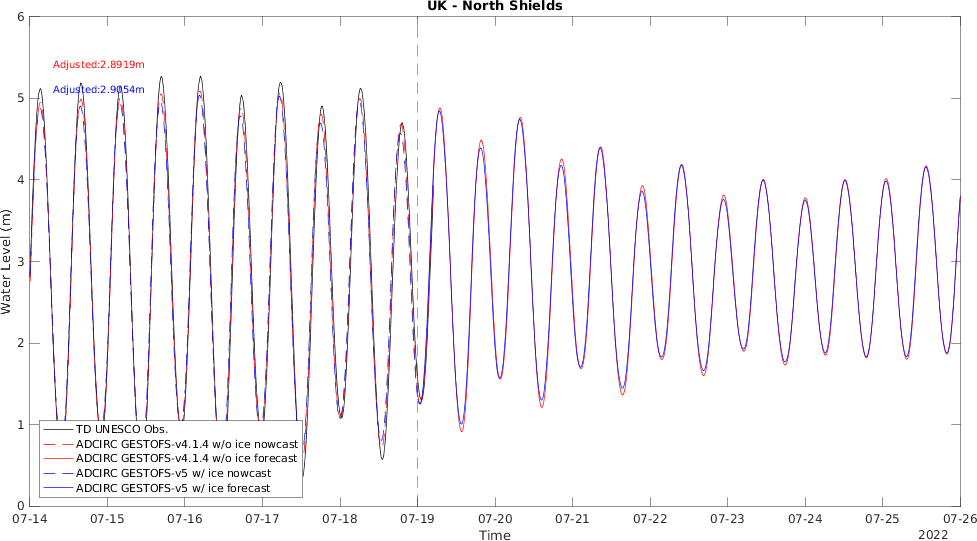 UK - North Shields
6
5
4
3
2
1
0
Water Level (m)
Adjusted:2.8919m
Adjusted:2.9054m
TD UNESCO Obs.
ADCIRC GESTOFS-v4.1.4 w/o ice nowcast
ADCIRC GESTOFS-v4.1.4 w/o ice forecast
ADCIRC GESTOFS-v5 w/ ice nowcast
ADCIRC GESTOFS-v5 w/ ice forecast
07-14 07-15 07-16 07-17 07-18 07-19 07-20 07-21 07-22 07-23 07-24 07-25 07-26
Time
2022